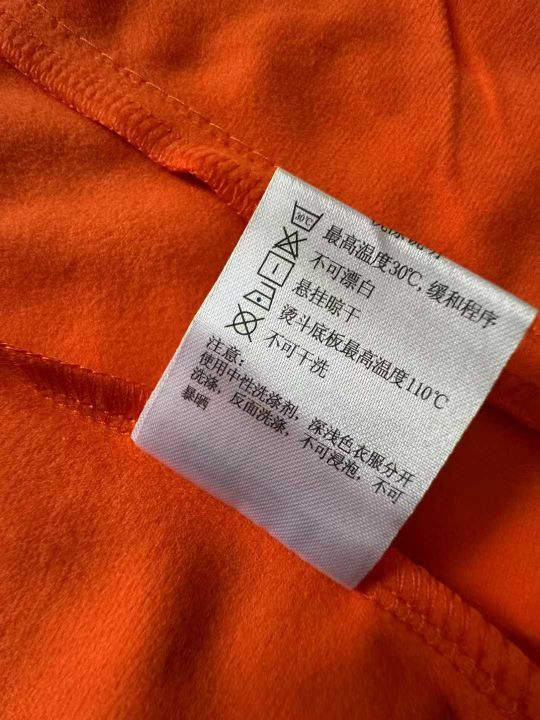 30℃
最高温度30℃, 缓和程序
不可漂白
悬挂晾干
熨斗底板最高温度110℃
不可干洗
注意:
使用中性洗涤剂, 深浅色衣服分开
洗涤, 反面洗涤, 不可浸泡, 不可
暴晒